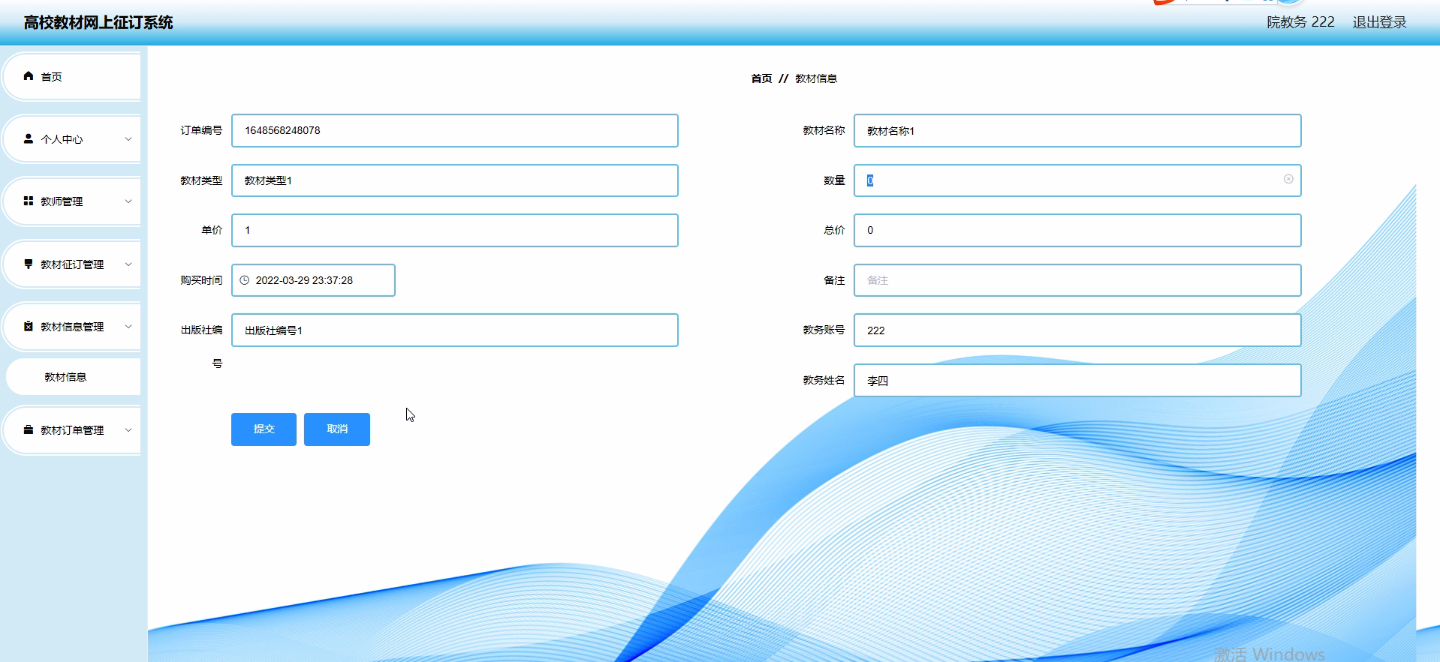 高校教材网上征订系统
院教务 222 退出登录
首页
个人中心
教师管理
教材征订管理
教材信息管理
教材信息
教材订单管理
首页 // 教材信息
订单编号 1648568248078
教材名称 教材名称1
教材类型 教材类型1
数量 0
单价 1
总价 0
购买时间 2022-03-29 23:37:28
备注 备注
出版社编号 出版社编号1
教务账号 222
教务姓名 李四
提交 取消
激活 Windows